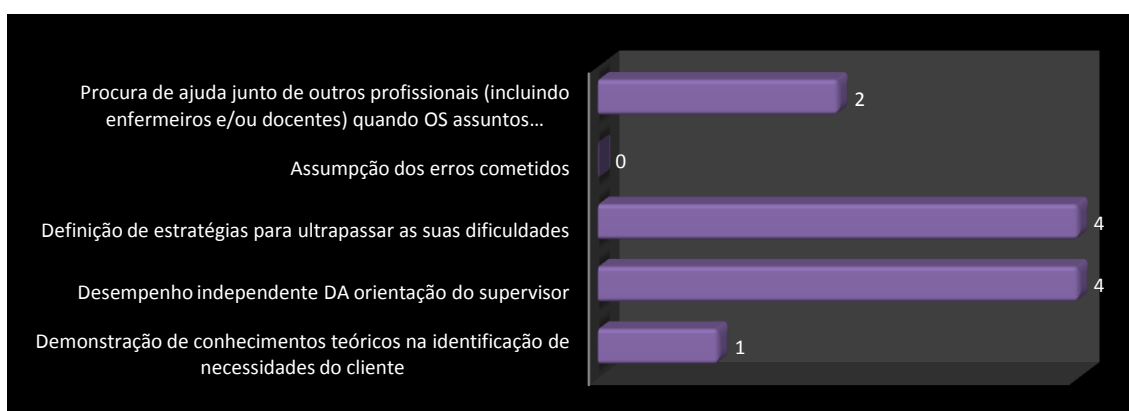 Procura de ajuda junto de outros profissionais (incluindo
enfermeiros e/ou docentes) quando OS assuntos…
2
Assumpção dos erros cometidos
0
Definição de estratégias para ultrapassar as suas dificuldades
4
Desempenho independente DA orientação do supervisor
4
Demonstração de conhecimentos teóricos na identificação de
necessidades do cliente
1